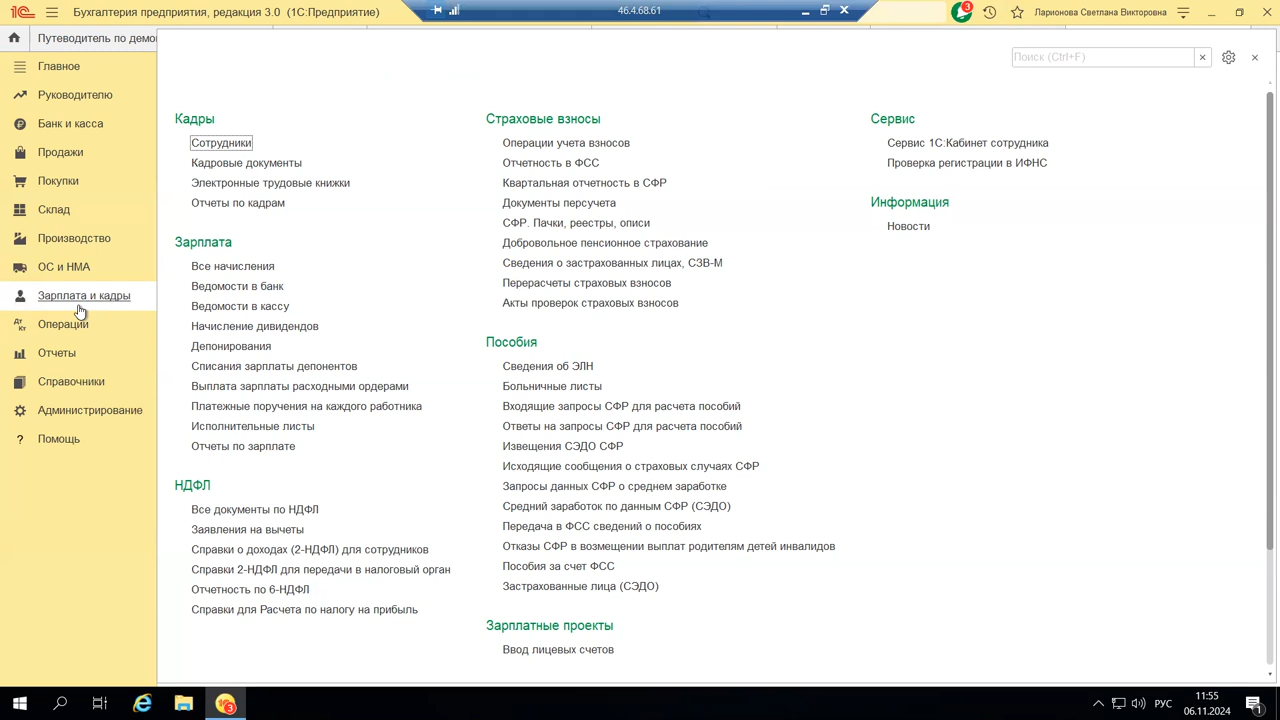 1С Бухгалтерия предприятия, редакция 3.0 (1С:Предприятие)
46.4.68.61
3
Ларионова Светлана Викторовна
Путеводитель по демо
Поиск (Ctrl+F)
Главное
Руководителю
Банк и касса
Продажи
Покупки
Склад
Производство
ОС и НМА
Зарплата и кадры
Дт Кт Операции
Отчеты
Справочники
Администрирование
? Помощь
Кадры
Сотрудники
Кадровые документы
Электронные трудовые книжки
Отчеты по кадрам
Зарплата
Все начисления
Ведомости в банк
Ведомости в кассу
Начисление дивидендов
Депонирования
Списания зарплаты депонентов
Выплата зарплаты расходными ордерами
Платежные поручения на каждого работника
Исполнительные листы
Отчеты по зарплате
НДФЛ
Все документы по НДФЛ
Заявления на вычеты
Справки о доходах (2-НДФЛ) для сотрудников
Справки 2-НДФЛ для передачи в налоговый орган
Отчетность по 6-НДФЛ
Справки для Расчета по налогу на прибыль
Страховые взносы
Операции учета взносов
Отчетность в ФСС
Квартальная отчетность в СФР
Документы персучета
СФР. Пачки, реестры, описи
Добровольное пенсионное страхование
Сведения о застрахованных лицах, СЗВ-М
Перерасчеты страховых взносов
Акты проверок страховых взносов
Пособия
Сведения об ЭЛН
Больничные листы
Входящие запросы СФР для расчета пособий
Ответы на запросы СФР для расчета пособий
Извещения СЭДО СФР
Исходящие сообщения о страховых случаях СФР
Запросы данных СФР о среднем заработке
Средний заработок по данным СФР (СЭДО)
Передача в ФСС сведений о пособиях
Отказы СФР в возмещении выплат родителям детей инвалидов
Пособия за счет ФСС
Застрахованные лица (СЭДО)
Зарплатные проекты
Ввод лицевых счетов
Сервис
Сервис 1С:Кабинет сотрудника
Проверка регистрации в ИФНС
Информация
Новости
3
РУС
11:55
06.11.2024
1